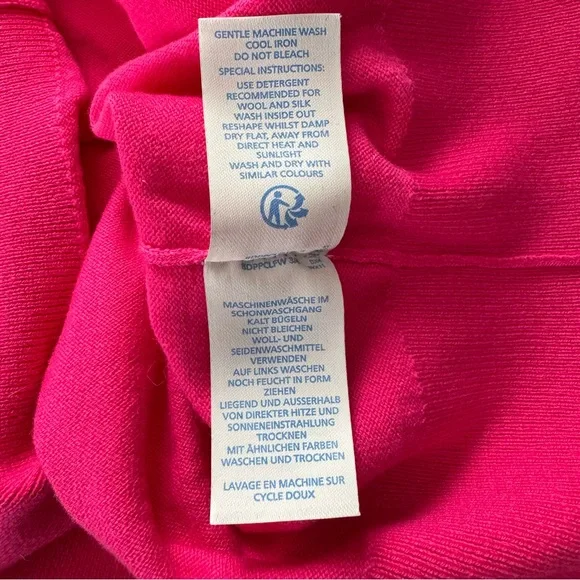 GENTLE MACHINE WASH
COOL IRON
DO NOT BLEACH
SPECIAL INSTRUCTIONS:
USE DETERGENT
RECOMMENDED FOR
WOOL AND SILK
WASH INSIDE OUT
RESHAPE WHILST DAMP
DRY FLAT, AWAY FROM
DIRECT HEAT AND
SUNLIGHT
WASH AND DRY WITH
SIMILAR COLOURS
MASCHINENWÄSCHE IM
SCHONWASCHGANG
KALT BÜGELN
NICHT BLEICHEN
WOLL- UND
SEIDENWASCHMITTEL
VERWENDEN
AUF LINKS WASCHEN
NOCH FEUCHT IN FORM
ZIEHEN
LIEGEND UND AUSSERHALB
VON DIREKTER HITZE UND
SONNENEINSTRAHLUNG
TROCKNEN
MIT ÄHNLICHEN FARBEN
WASCHEN UND TROCKNEN
LAVAGE EN MACHINE SUR
CYCLE DOUX